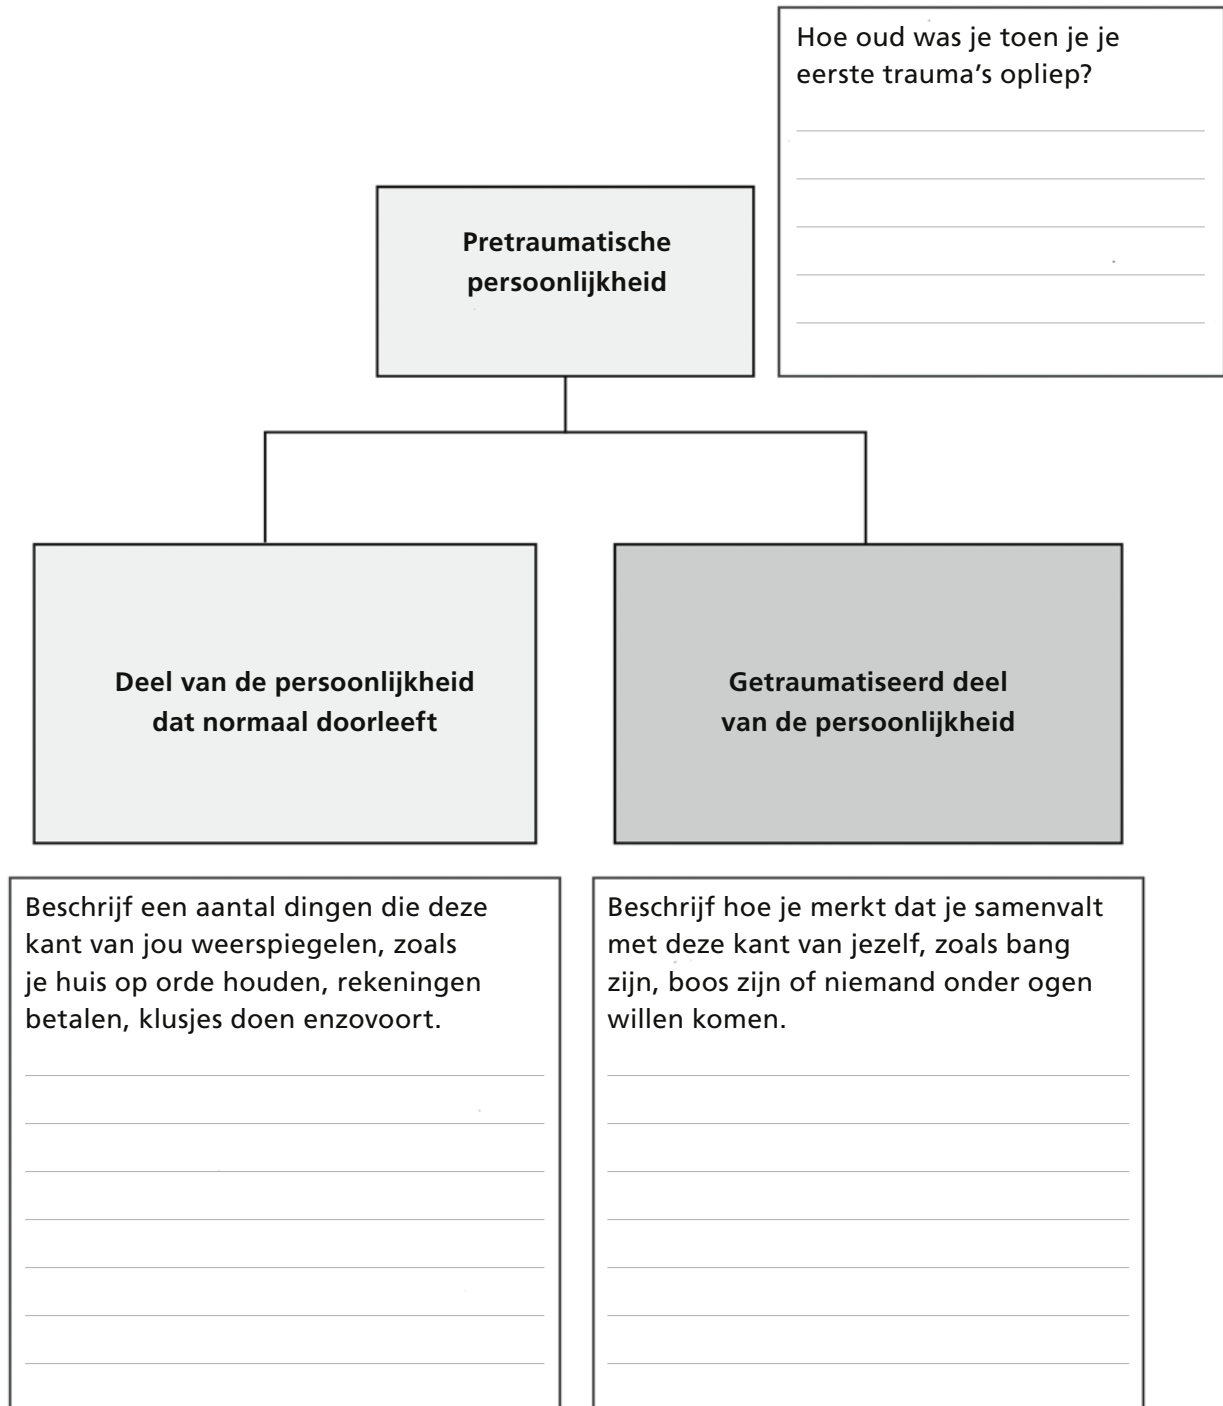 Hoe oud was je toen je je
eerste trauma's opliep?
Pretraumatische
persoonlijkheid
Deel van de persoonlijkheid
dat normaal doorleeft
Getraumatiseerd deel
van de persoonlijkheid
Beschrijf een aantal dingen die deze
kant van jou weerspiegelen, zoals
je huis op orde houden, rekeningen
betalen, klusjes doen enzovoort.
Beschrijf hoe je merkt dat je samenvalt
met deze kant van jezelf, zoals bang
zijn, boos zijn of niemand onder ogen
willen komen.